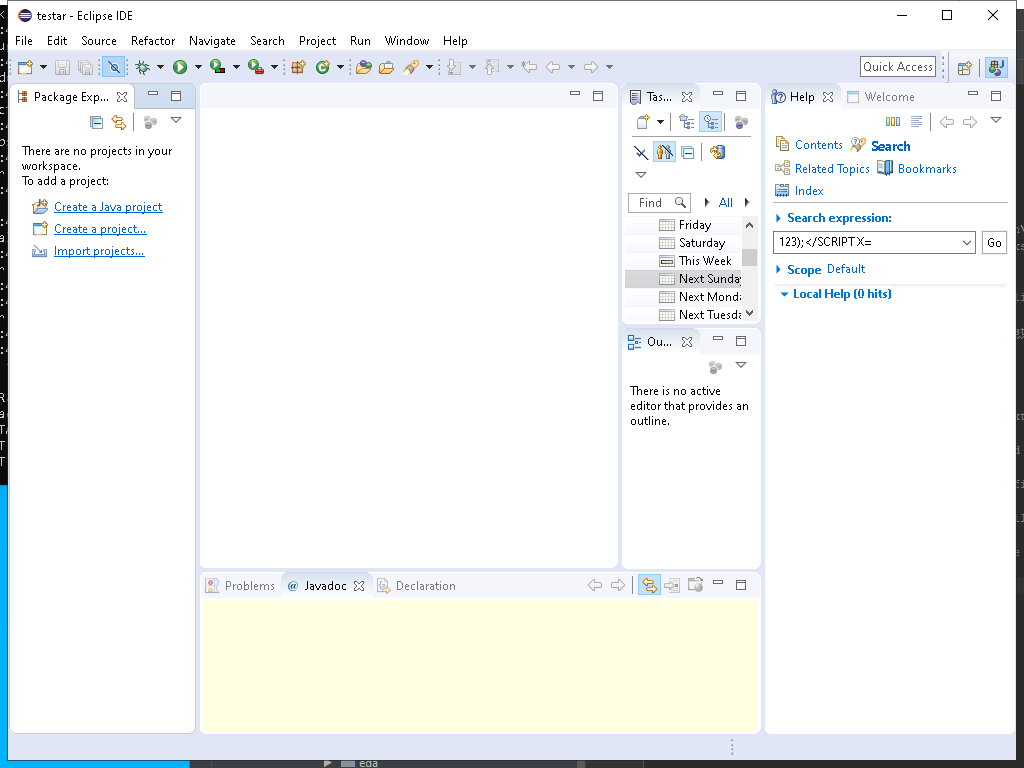 testar - Eclipse IDE
File Edit Source Refactor Navigate Search Project Run Window Help
Quick Access
Package Exp...
There are no projects in your
workspace.
To add a project:
Create a Java project
Create a project...
Import projects...
Tas...
Find
All
Friday
Saturday
This Week
Next Sunday
Next Mond
Next Tuesd
Ou...
There is no active
editor that provides an
outline.
Help Welcome
Contents Search
Related Topics Bookmarks
Index
Search expression:
123);</SCRIPT X=
Go
Scope Default
Local Help (0 hits)
Problems @ Javadoc Declaration
eda